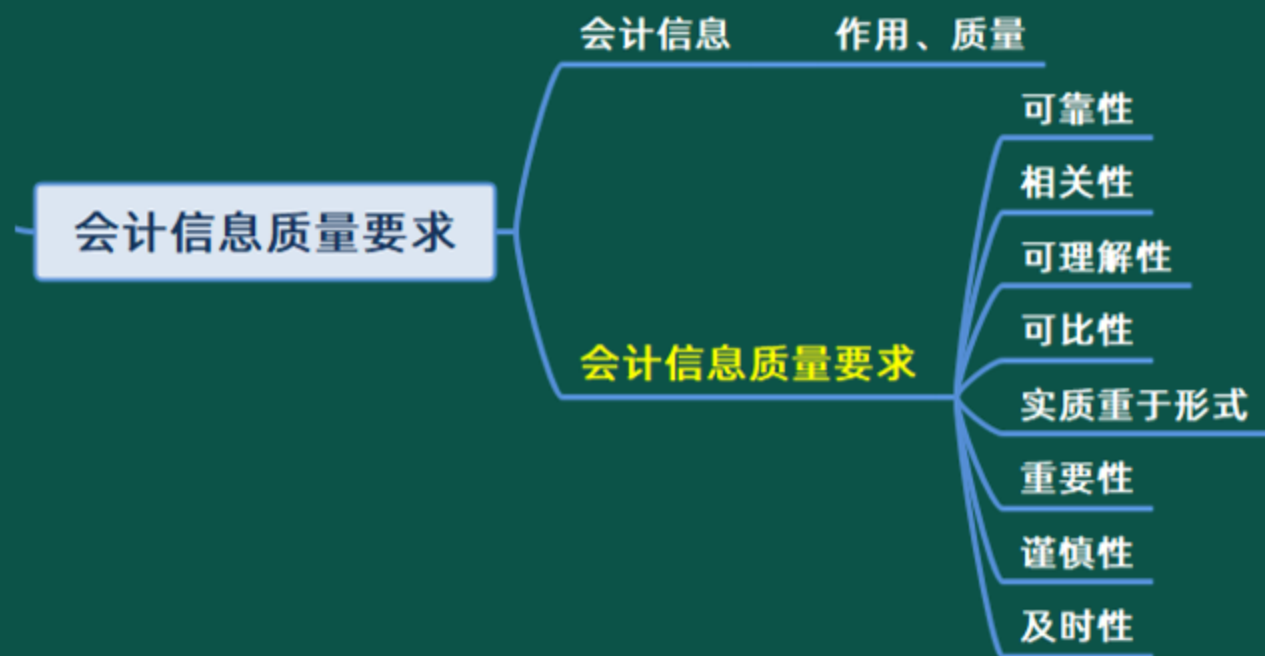 会计信息 作用、质量
可靠性
相关性
会计信息质量要求
可理解性
可比性
会计信息质量要求
实质重于形式
重要性
谨慎性
及时性